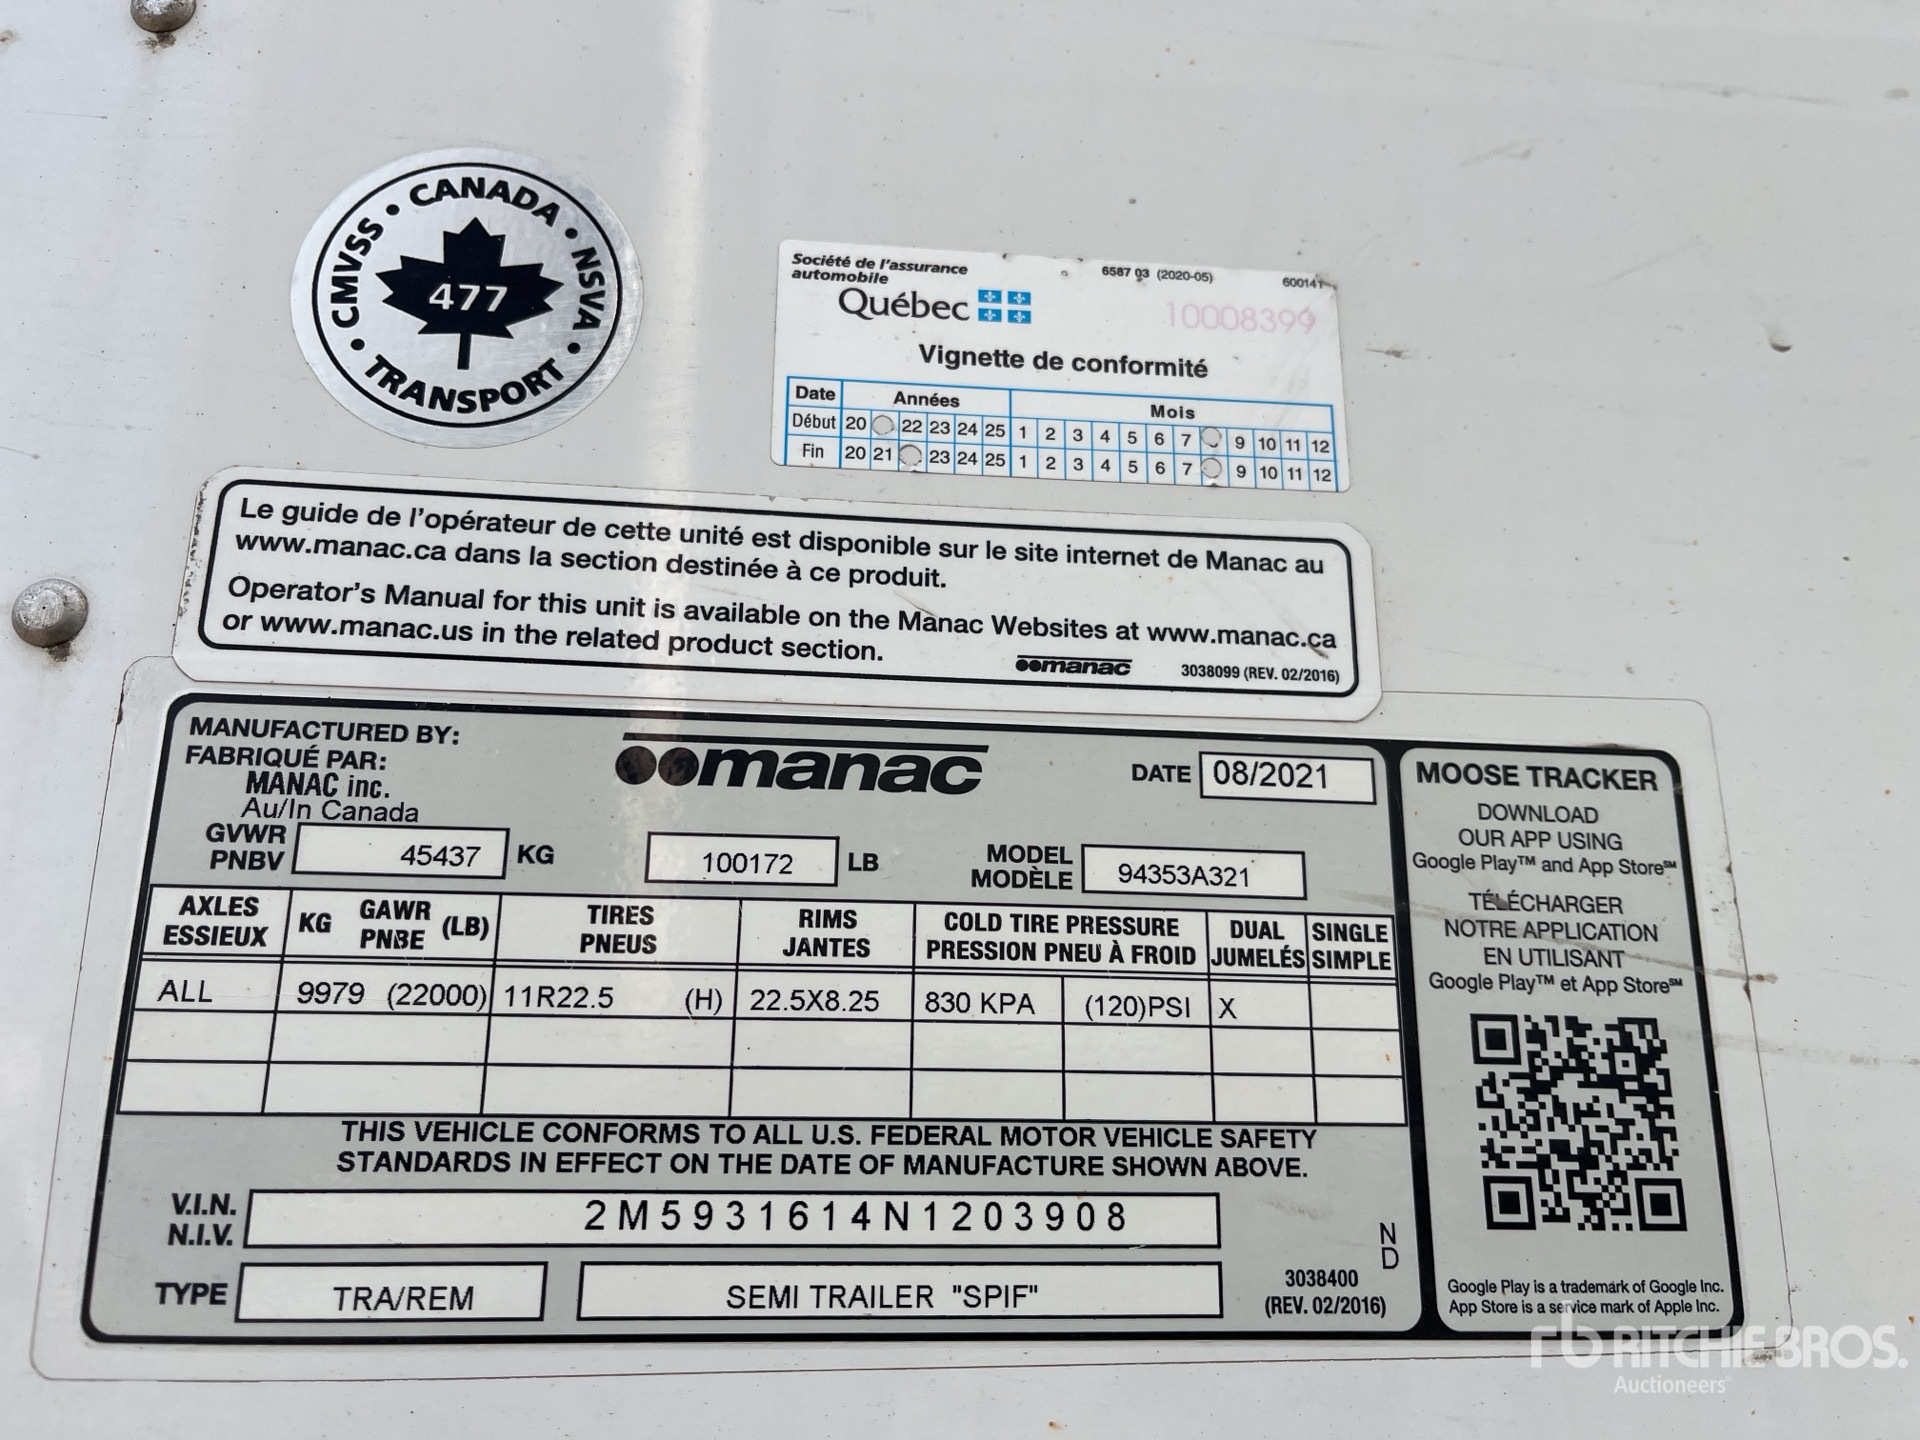 CANADA • NSVA • TRANSPORT • CMVSS •
477
Société de l'assurance
automobile
Québec
6587 03 (2020-05)
600141
10008399
Vignette de conformité
Date Années Mois
Début 20 22 23 24 25 1 2 3 4 5 6 7 9 10 11 12
Fin 20 21 23 24 25 1 2 3 4 5 6 7 9 10 11 12
Le guide de l'opérateur de cette unité est disponible sur le site internet de Manac au
www.manac.ca dans la section destinée à ce produit.
Operator's Manual for this unit is available on the Manac Websites at www.manac.ca
or www.manac.us in the related product section.
manac 3038099 (REV. 02/2016)
MANUFACTURED BY:
FABRIQUÉ PAR:
MANAC inc.
Au/In Canada
manac
DATE 08/2021
GVWR
PNBV
45437 KG
100172 LB
MODEL
MODÈLE
94353A321
AXLES
ESSIEUX
KG GAWR (LB)
PNBE
TIRES
PNEUS
RIMS
JANTES
COLD TIRE PRESSURE
PRESSION PNEU À FROID
DUAL
JUMELÉS
SINGLE
SIMPLE
ALL 9979 (22000) 11R22.5 (H) 22.5X8.25 830 KPA (120)PSI X
THIS VEHICLE CONFORMS TO ALL U.S. FEDERAL MOTOR VEHICLE SAFETY
STANDARDS IN EFFECT ON THE DATE OF MANUFACTURE SHOWN ABOVE.
V.I.N.
N.I.V.
2M5931614N1203908
TYPE TRA/REM SEMI TRAILER "SPIF"
ND
3038400
(REV. 02/2016)
MOOSE TRACKER
DOWNLOAD
OUR APP USING
Google Play™ and App Store℠
TÉLÉCHARGER
NOTRE APPLICATION
EN UTILISANT
Google Play™ et App Store℠
Google Play is a trademark of Google Inc.
App Store is a service mark of Apple Inc.
rb RITCHIE BROS.
Auctioneers